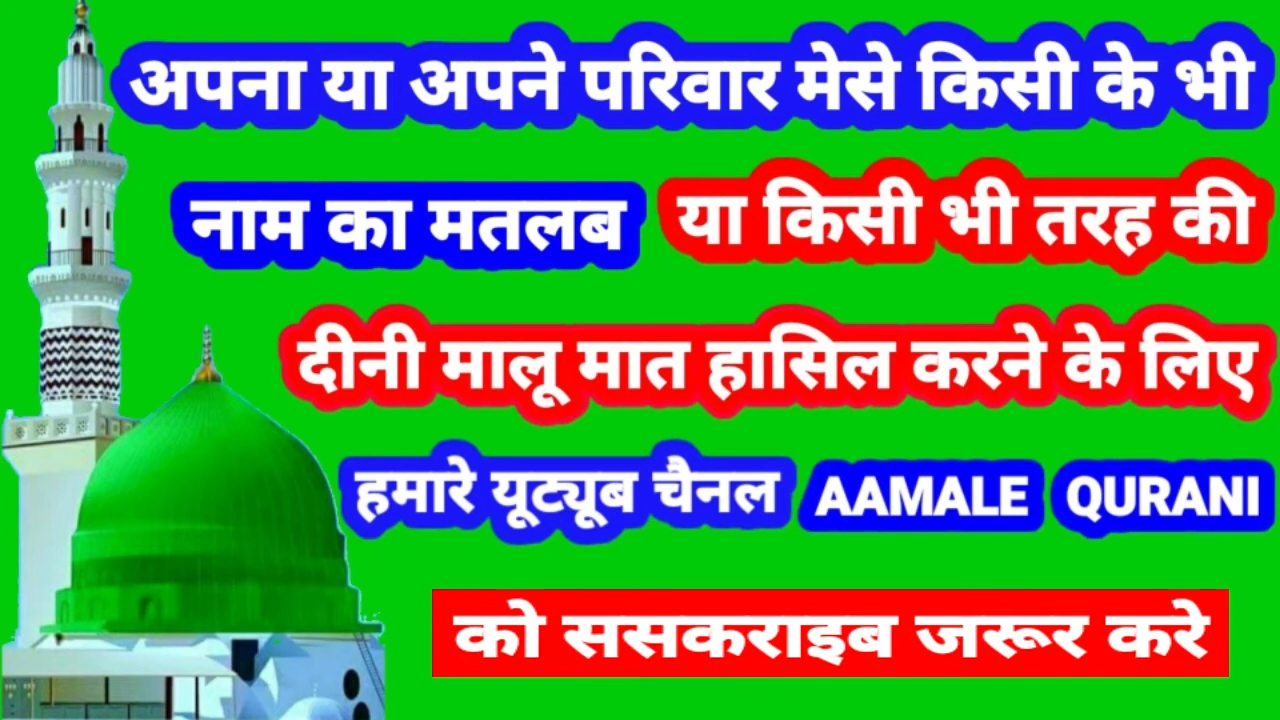 अपना या अपने परिवार मेसे किसी के भी
नाम का मतलब या किसी भी तरह की
दीनी मालू मात हासिल करने के लिए
हमारे यूट्यूब चैनल AAMALE QURANI
को ससकराइब जरूर करे